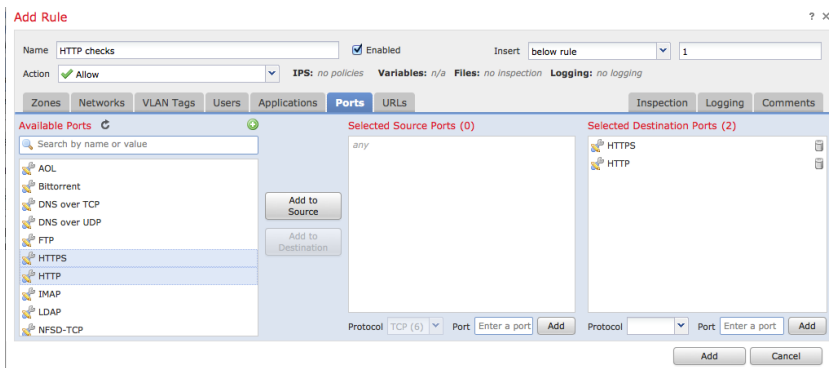 Add Rule
? X
Name HTTP checks Enabled Insert below rule 1
Action Allow IPS: no policies Variables: n/a Files: no inspection Logging: no logging
Zones Networks VLAN Tags Users Applications Ports URLs Inspection Logging Comments
Available Ports
Search by name or value
AOL
Bittorrent
DNS over TCP
DNS over UDP
FTP
HTTPS
HTTP
IMAP
LDAP
NFSD-TCP
Add to Source
Add to Destination
Selected Source Ports (0)
any
Protocol TCP (6) Port Enter a port Add
Selected Destination Ports (2)
HTTPS
HTTP
Protocol Port Enter a port Add
Add Cancel